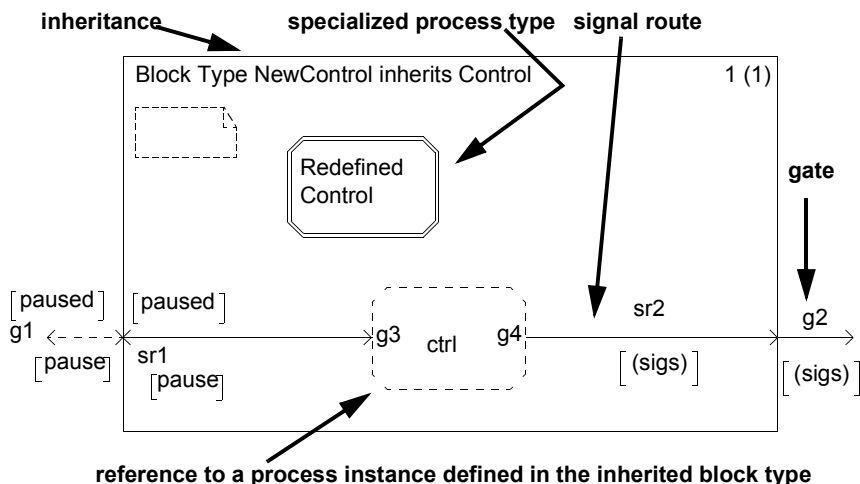 inheritance specialized process type signal route
Block Type NewControl inherits Control 1 (1)
Redefined
Control
gate
[paused] [paused]
sr2
g1 g3 ctrl g4 g2
[pause] sr1
[pause] [(sigs)] [(sigs)]
reference to a process instance defined in the inherited block type